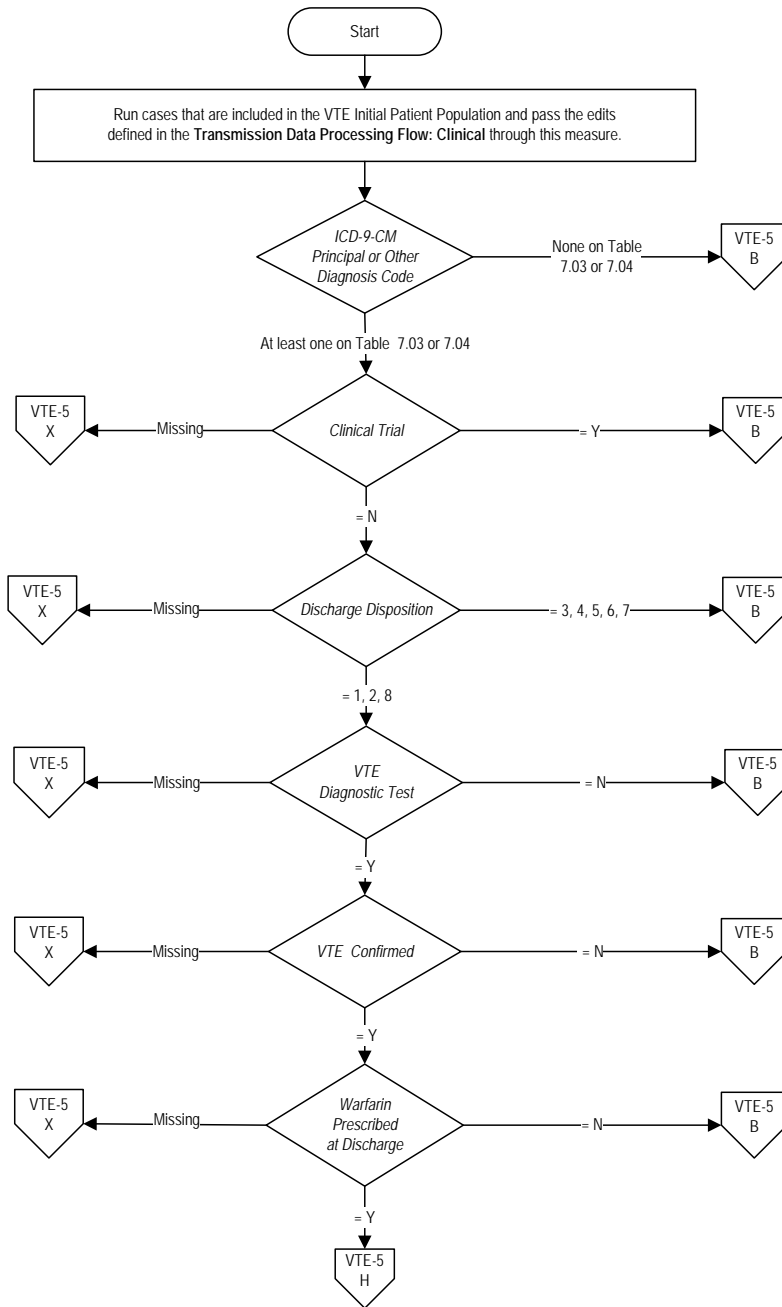 Start
Run cases that are included in the VTE Initial Patient Population and pass the edits
defined in the Transmission Data Processing Flow: Clinical through this measure.
ICD-9-CM
Principal or Other
Diagnosis Code
None on Table
7.03 or 7.04
VTE-5
B
At least one on Table 7.03 or 7.04
VTE-5
X
Missing
Clinical Trial
= Y
VTE-5
B
= N
VTE-5
X
Missing
Discharge Disposition
= 3, 4, 5, 6, 7
VTE-5
B
= 1, 2, 8
VTE-5
X
Missing
VTE
Diagnostic Test
= N
VTE-5
B
= Y
VTE-5
X
Missing
VTE Confirmed
= N
VTE-5
B
= Y
VTE-5
X
Missing
Warfarin
Prescribed
at Discharge
= N
VTE-5
B
= Y
VTE-5
H